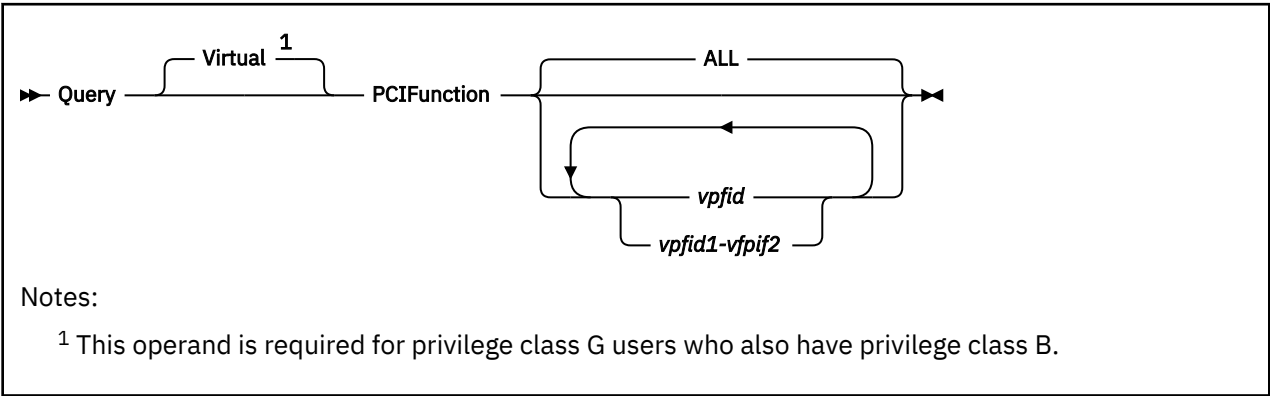 Virtual 1
ALL
Query PCIFunction
vpfid
vpfid1-vfpif2
Notes:
1 This operand is required for privilege class G users who also have privilege class B.